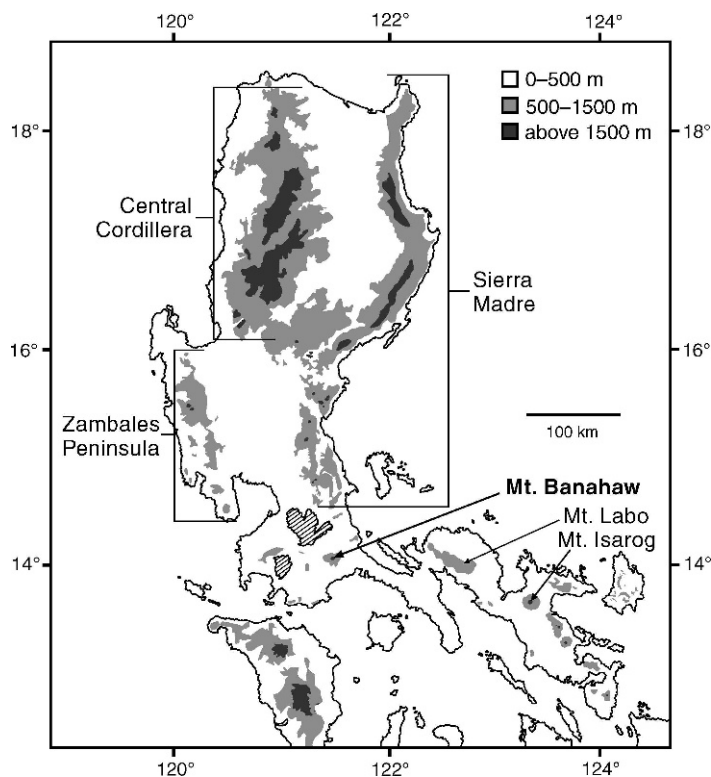 120°
122°
124°
0–500 m
500–1500 m
above 1500 m
18°
18°
Central
Cordillera
Sierra
Madre
16°
16°
Zambales
Peninsula
100 km
Mt. Banahaw
Mt. Labo
Mt. Isarog
14°
14°
120°
122°
124°